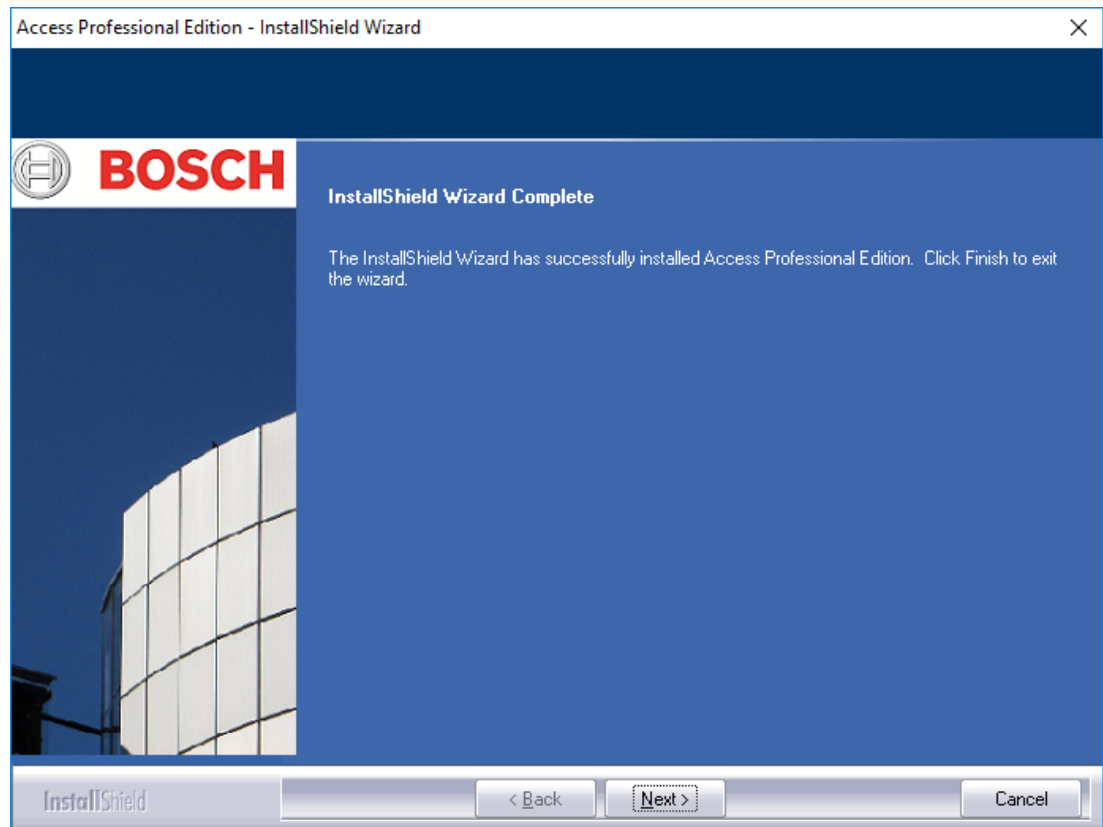 Access Professional Edition - InstallShield Wizard
BOSCH
InstallShield Wizard Complete
The InstallShield Wizard has successfully installed Access Professional Edition. Click Finish to exit
the wizard.
InstallShield
< Back
Next >
Cancel